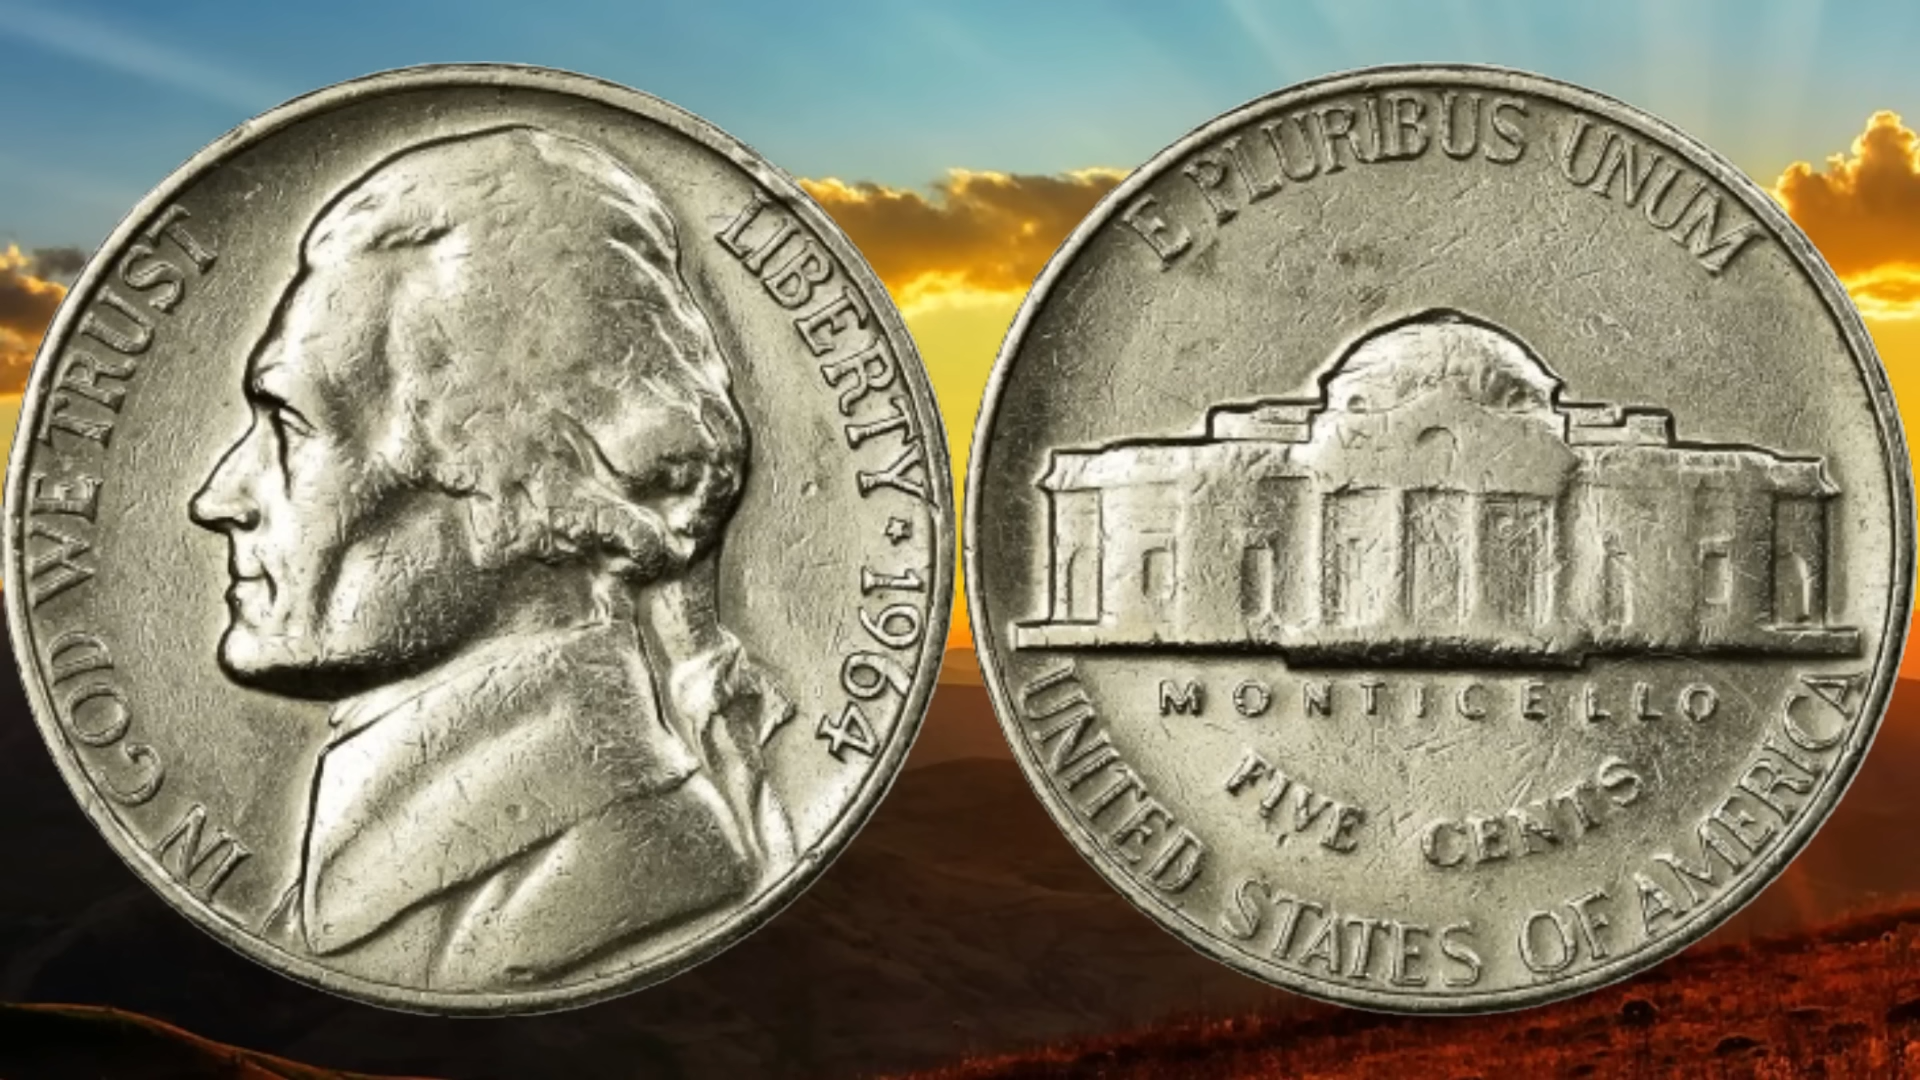 IN GOD WE TRUST
LIBERTY ★ 1964
E PLURIBUS UNUM
MONTICELLO
FIVE CENTS
UNITED STATES OF AMERICA